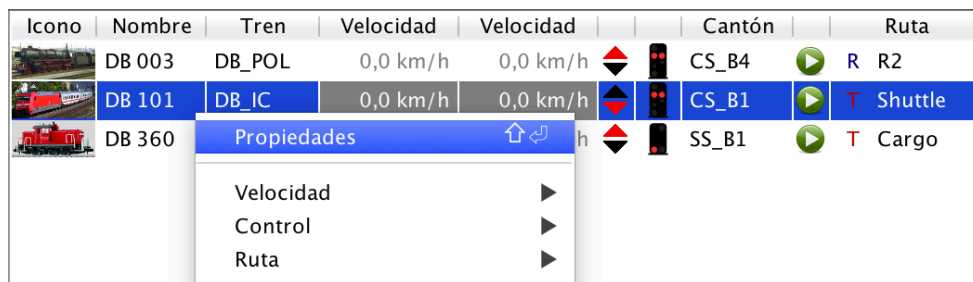 Icono Nombre Tren Velocidad Velocidad Cantón Ruta
DB 003 DB_POL 0,0 km/h 0,0 km/h CS_B4 R R2
DB 101 DB_IC 0,0 km/h 0,0 km/h CS_B1 T Shuttle
DB 360 h SS_B1 T Cargo
Propiedades ⇧⏎
Velocidad ▶
Control ▶
Ruta ▶